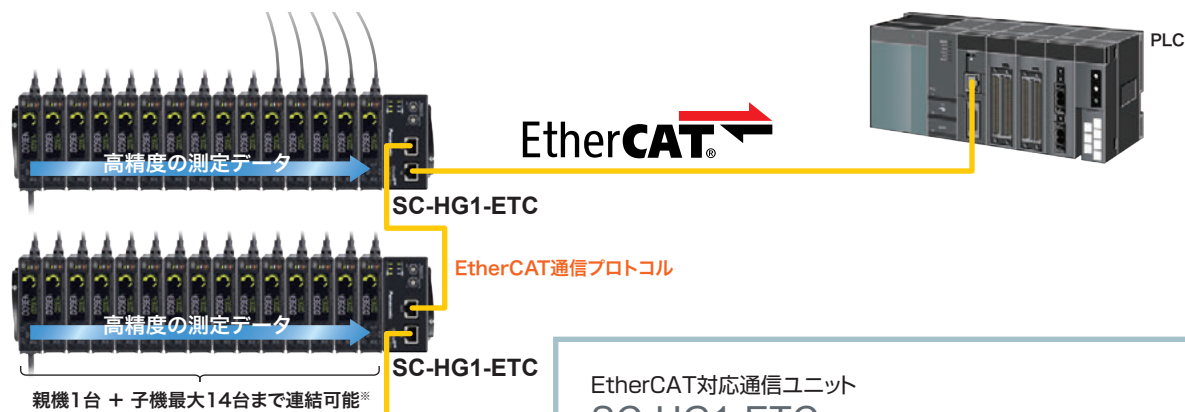 PLC
EtherCAT®
高精度の測定データ
SC-HG1-ETC
EtherCAT通信プロトコル
高精度の測定データ
SC-HG1-ETC
親機1台 + 子機最大14台まで連結可能※
EtherCAT対応通信ユニット
SC-HG1-ETC